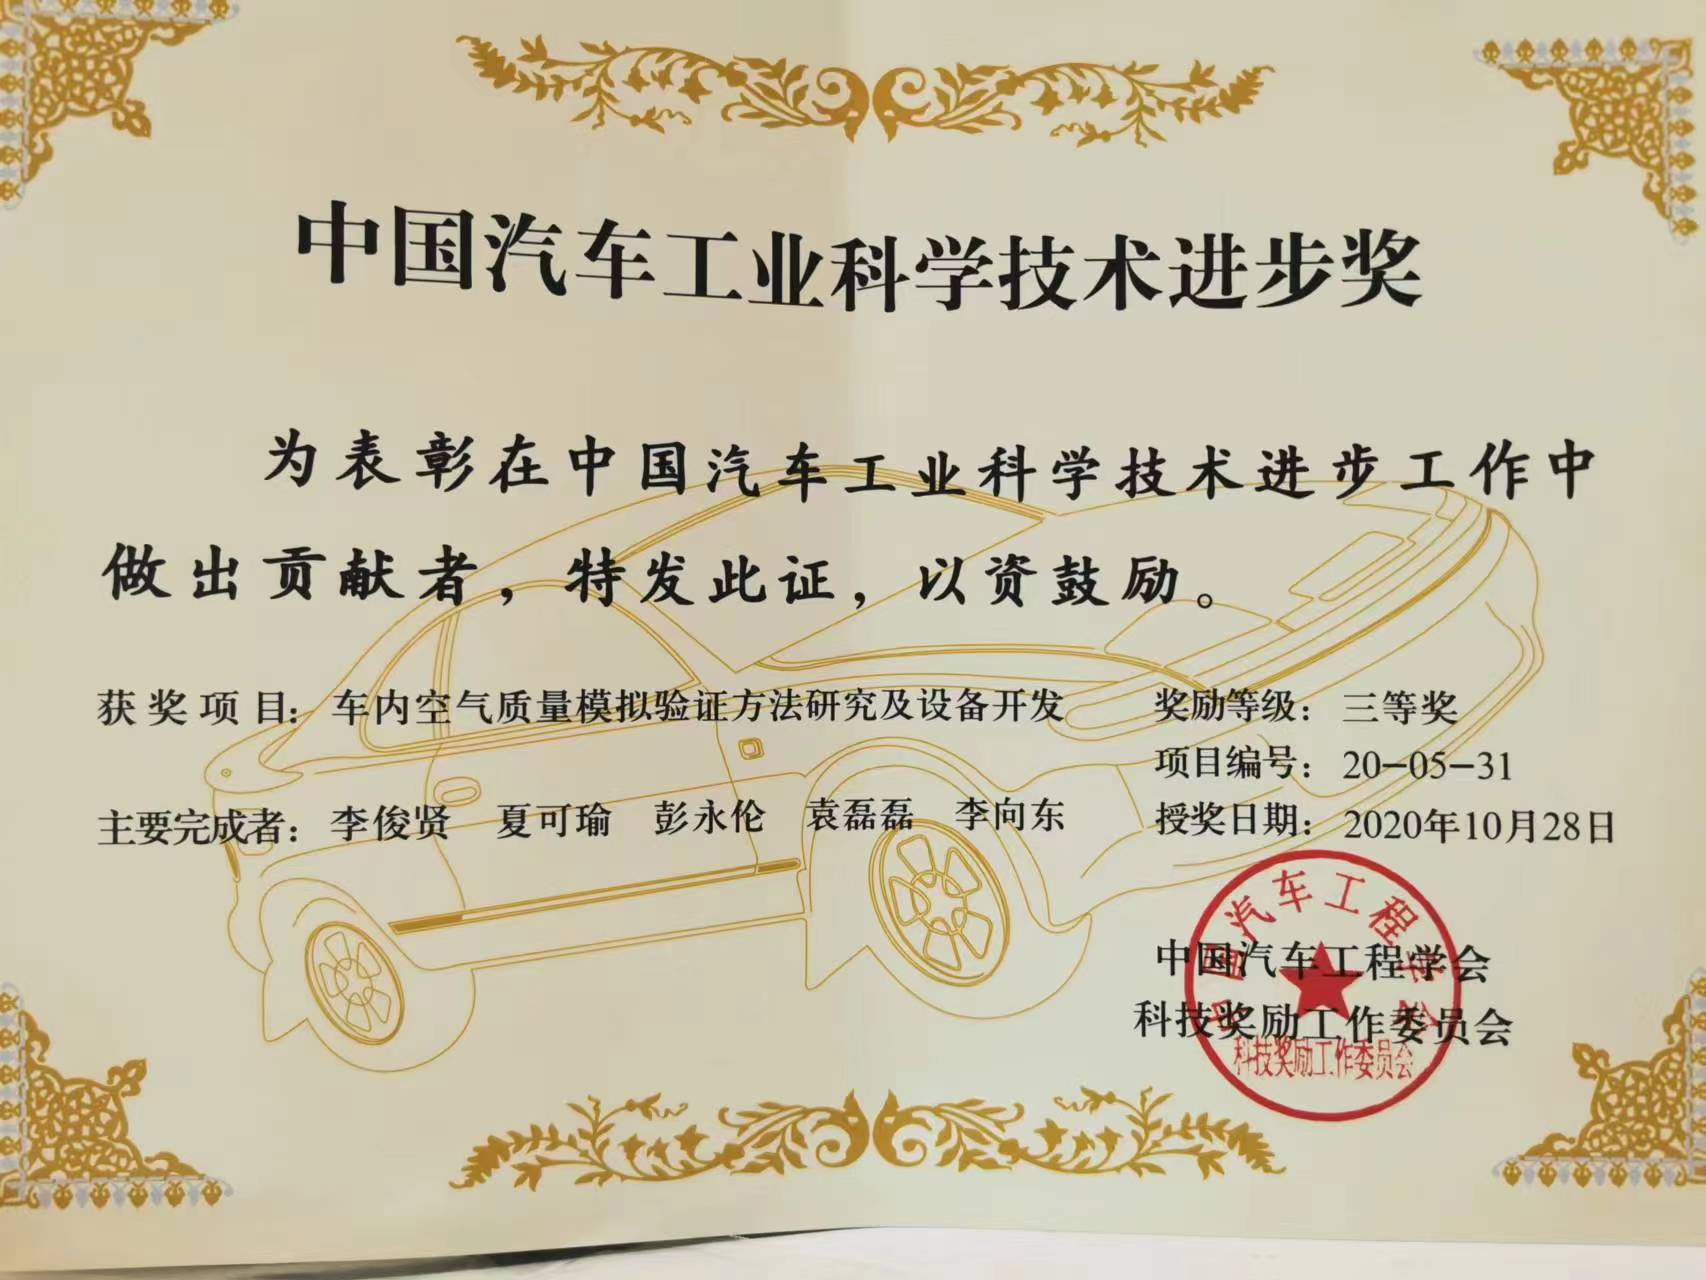 中国汽车工业科学技术进步奖
为表彰在中国汽车工业科学技术进步工作中
做出贡献者，特发此证，以资鼓励。
获奖项目：车内空气质量模拟验证方法研究及设备开发
奖励等级：三等奖
项目编号：20-05-31
主要完成者：李俊贤 夏可瑜 彭永伦 袁磊磊 李向东
授奖日期：2020年10月28日
中国汽车工程学会
科技奖励工作委员会
中国汽车工程学会
科技奖励工作委员会